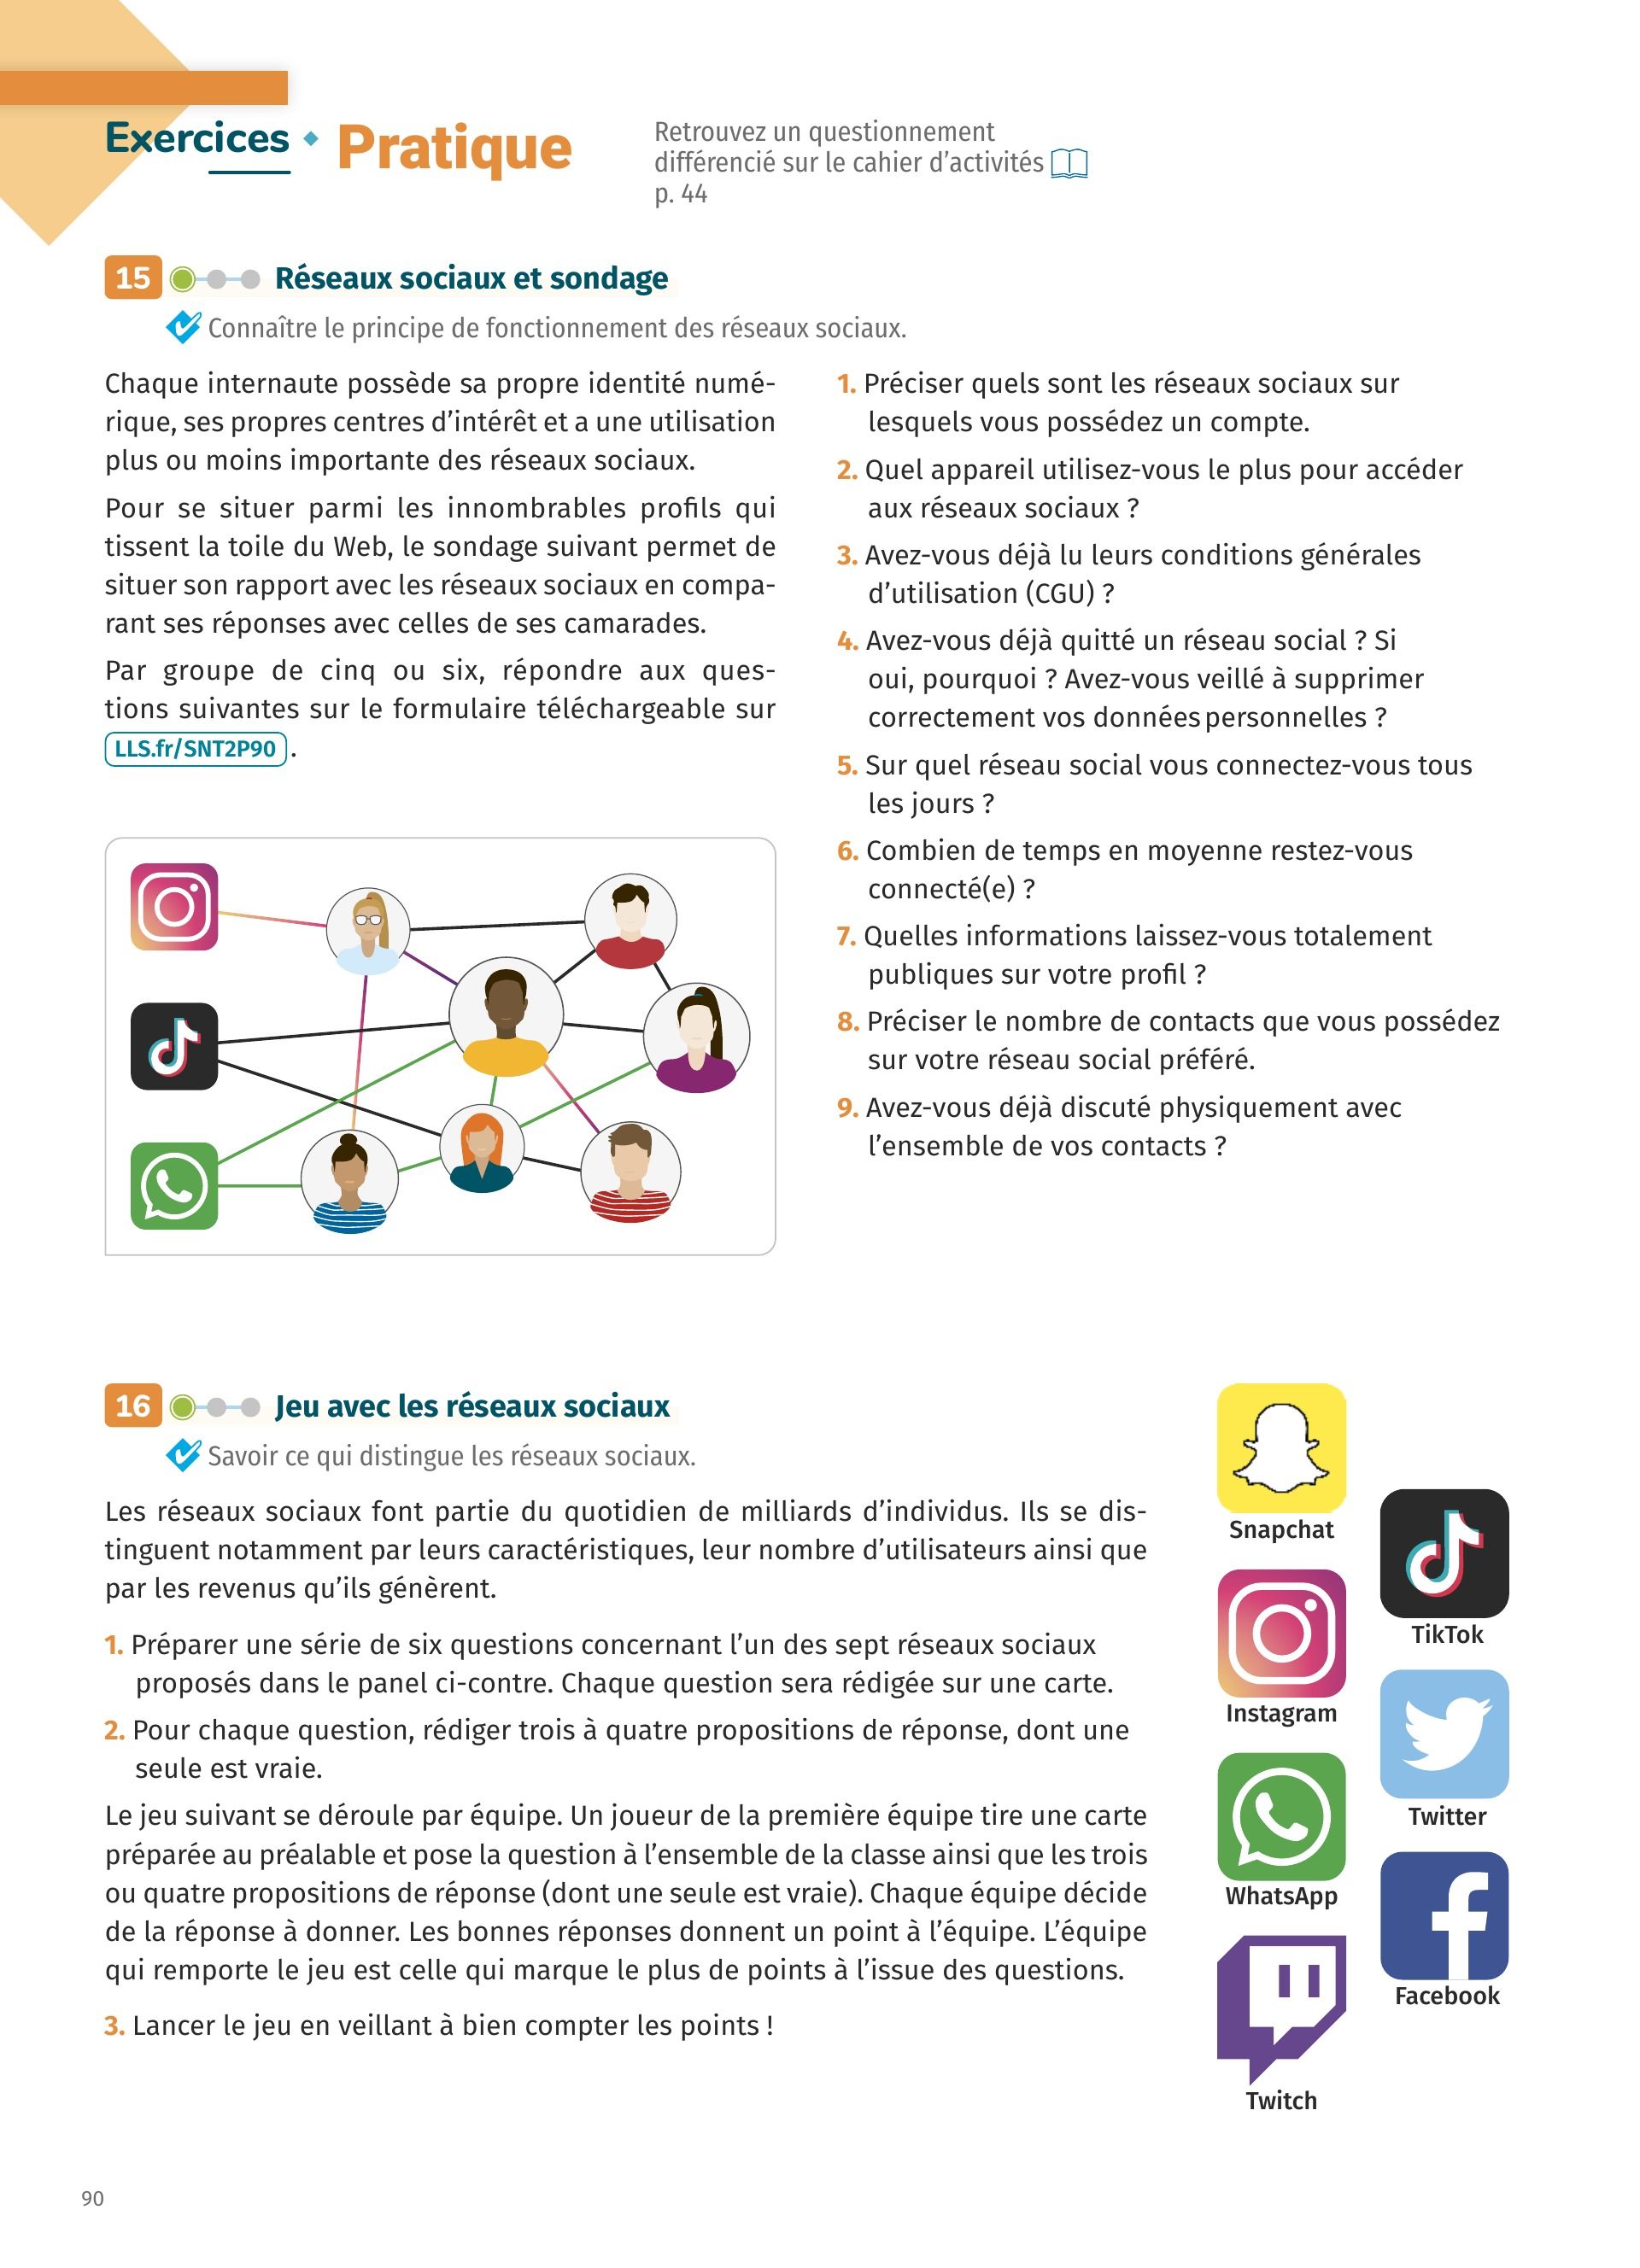 Exercices Pratique
Retrouvez un questionnement
différencié sur le cahier d'activités
p. 44
15 Réseaux sociaux et sondage
Connaître le principe de fonctionnement des réseaux sociaux.
Chaque internaute possède sa propre identité numé-
rique, ses propres centres d'intérêt et a une utilisation
plus ou moins importante des réseaux sociaux.
Pour se situer parmi les innombrables profils qui
tissent la toile du Web, le sondage suivant permet de
situer son rapport avec les réseaux sociaux en compa-
rant ses réponses avec celles de ses camarades.
Par groupe de cinq ou six, répondre aux ques-
tions suivantes sur le formulaire téléchargeable sur
LLS.fr/SNT2P90 .
1. Préciser quels sont les réseaux sociaux sur
lesquels vous possédez un compte.
2. Quel appareil utilisez-vous le plus pour accéder
aux réseaux sociaux ?
3. Avez-vous déjà lu leurs conditions générales
d'utilisation (CGU) ?
4. Avez-vous déjà quitté un réseau social ? Si
oui, pourquoi ? Avez-vous veillé à supprimer
correctement vos données personnelles ?
5. Sur quel réseau social vous connectez-vous tous
les jours ?
6. Combien de temps en moyenne restez-vous
connecté(e) ?
7. Quelles informations laissez-vous totalement
publiques sur votre profil ?
8. Préciser le nombre de contacts que vous possédez
sur votre réseau social préféré.
9. Avez-vous déjà discuté physiquement avec
l'ensemble de vos contacts ?
16 Jeu avec les réseaux sociaux
Savoir ce qui distingue les réseaux sociaux.
Les réseaux sociaux font partie du quotidien de milliards d'individus. Ils se dis-
tinguent notamment par leurs caractéristiques, leur nombre d'utilisateurs ainsi que
par les revenus qu'ils génèrent.
1. Préparer une série de six questions concernant l'un des sept réseaux sociaux
proposés dans le panel ci-contre. Chaque question sera rédigée sur une carte.
2. Pour chaque question, rédiger trois à quatre propositions de réponse, dont une
seule est vraie.
Le jeu suivant se déroule par équipe. Un joueur de la première équipe tire une carte
préparée au préalable et pose la question à l'ensemble de la classe ainsi que les trois
ou quatre propositions de réponse (dont une seule est vraie). Chaque équipe décide
de la réponse à donner. Les bonnes réponses donnent un point à l'équipe. L'équipe
qui remporte le jeu est celle qui marque le plus de points à l'issue des questions.
3. Lancer le jeu en veillant à bien compter les points !
Snapchat
TikTok
Instagram
Twitter
WhatsApp
Facebook
Twitch
90